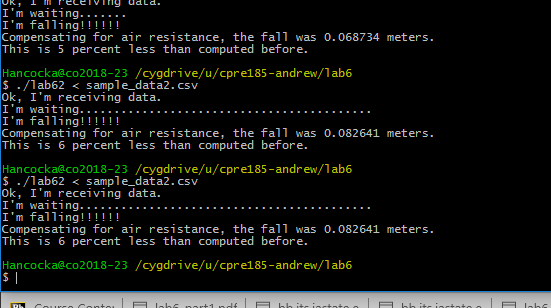 Ok, I'm receiving data.
I'm waiting.......
I'm falling!!!!!!
Compensating for air resistance, the fall was 0.068734 meters.
This is 5 percent less than computed before.
Hancocka@co2018-23 /cygdrive/u/cpre185-andrew/lab6
$ ./lab62 < sample_data2.csv
Ok, I'm receiving data.
I'm waiting...........................................
I'm falling!!!!!!
Compensating for air resistance, the fall was 0.082641 meters.
This is 6 percent less than computed before.
Hancocka@co2018-23 /cygdrive/u/cpre185-andrew/lab6
$ ./lab62 < sample_data2.csv
Ok, I'm receiving data.
I'm waiting...........................................
I'm falling!!!!!!
Compensating for air resistance, the fall was 0.082641 meters.
This is 6 percent less than computed before.
Hancocka@co2018-23 /cygdrive/u/cpre185-andrew/lab6
$
Bb Course Conter lab6_part1.pdf bb.its.iastate.e bb.its.iastate.e lab6